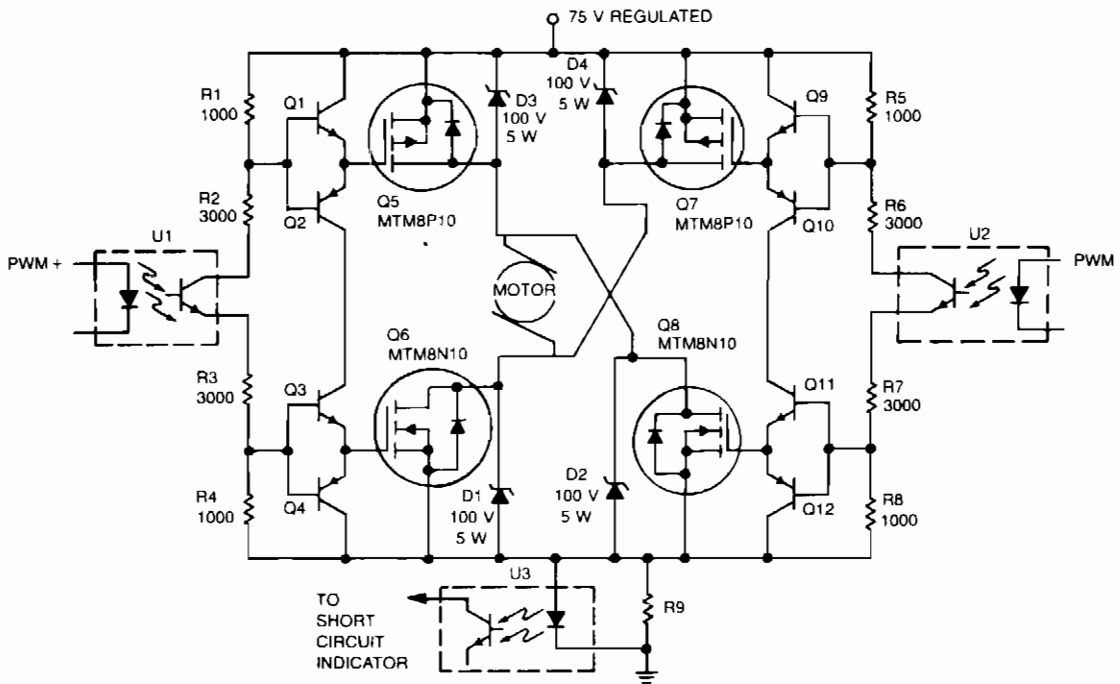 75 V REGULATED
R1
1000
Q1
D3
100 V
5 W
D4
100 V
5 W
Q9
R5
1000
R2
3000
Q2
Q5
MTM8P10
Q7
MTM8P10
Q10
R6
3000
U1
U2
PWM +
MOTOR
PWM
Q6
MTM8N10
Q8
MTM8N10
R3
3000
Q3
Q11
R7
3000
R4
1000
Q4
D1
100 V
5 W
D2
100 V
5 W
Q12
R8
1000
U3
TO
SHORT
CIRCUIT
INDICATOR
R9